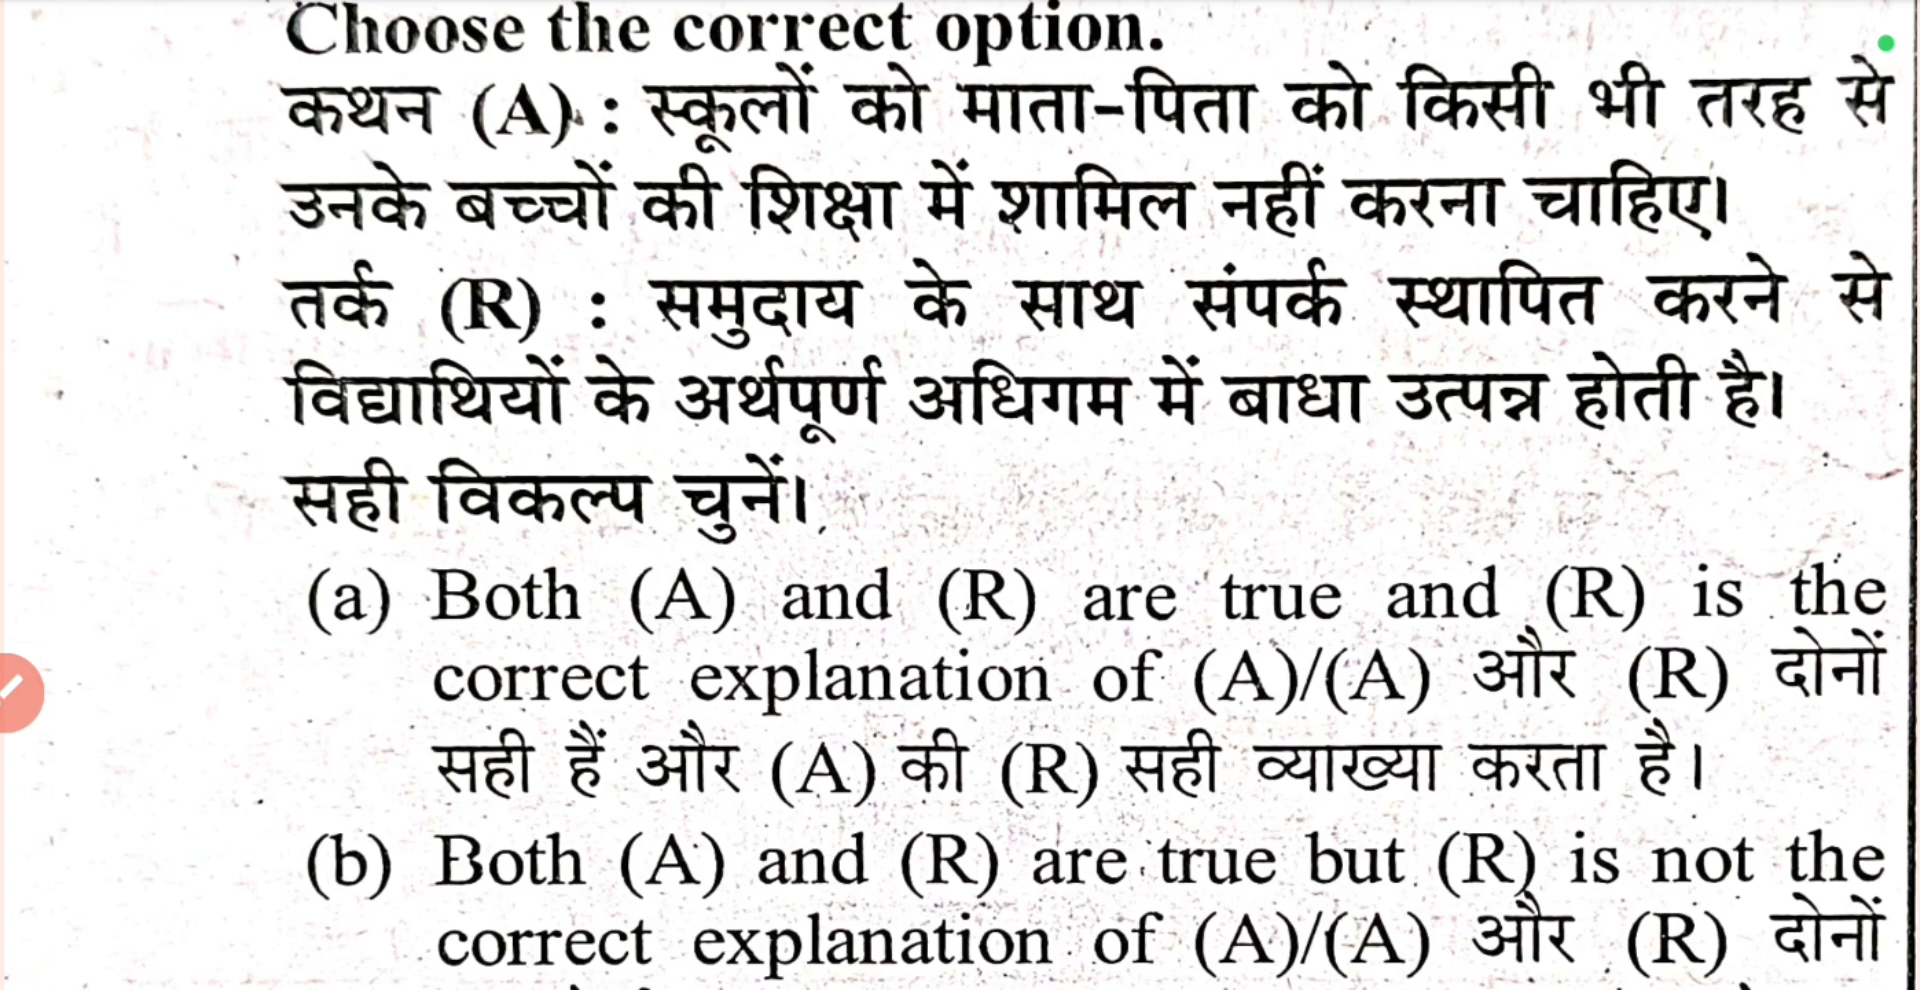 Choose the correct option.
कथन (A) : स्कूलों को माता-पिता को किसी भी तरह से
उनके बच्चों की शिक्षा में शामिल नहीं करना चाहिए।
तर्क (R) : समुदाय के साथ संपर्क स्थापित करने से
विद्याथियों के अर्थपूर्ण अधिगम में बाधा उत्पन्न होती है।
सही विकल्प चुनें।
(a) Both (A) and (R) are true and (R) is the
correct explanation of (A)/(A) और (R) दोनों
सही हैं और (A) की (R) सही व्याख्या करता है।
(b) Both (A) and (R) are true but (R) is not the
correct explanation of (A)/(A) और (R) दोनों